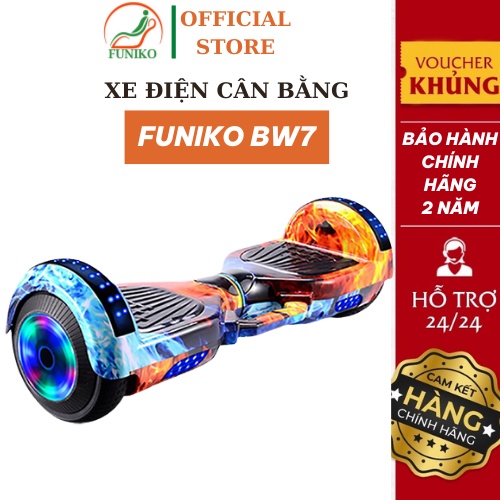 FUNIKO
OFFICIAL
STORE
XE ĐIỆN CÂN BẰNG
FUNIKO BW7
VOUCHER
KHỦNG
BẢO HÀNH
CHÍNH
HÃNG
2 NĂM
HỖ TRỢ
24/24
CAM KẾT
HÀNG
CHÍNH HÃNG